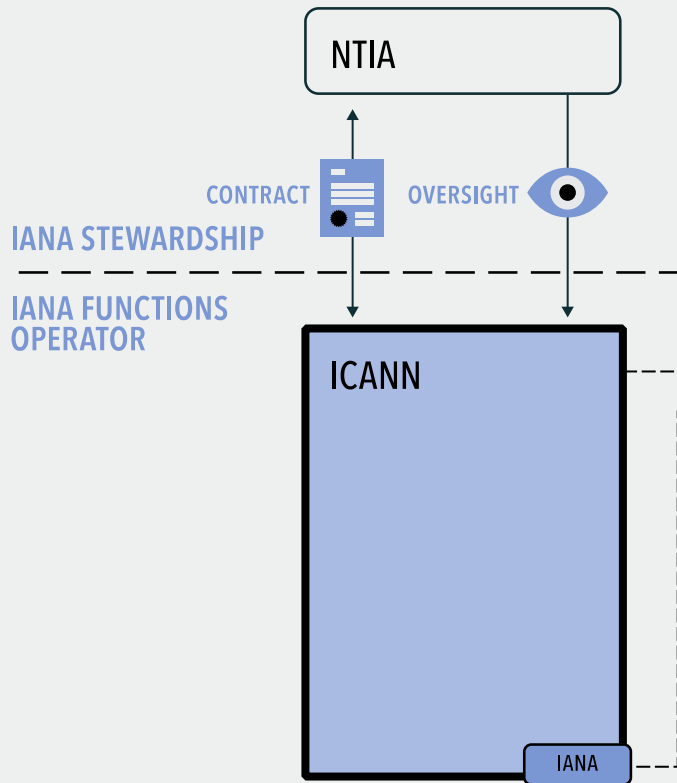 NTIA
CONTRACT
OVERSIGHT
IANA STEWARDSHIP
IANA FUNCTIONS
OPERATOR
ICANN
IANA